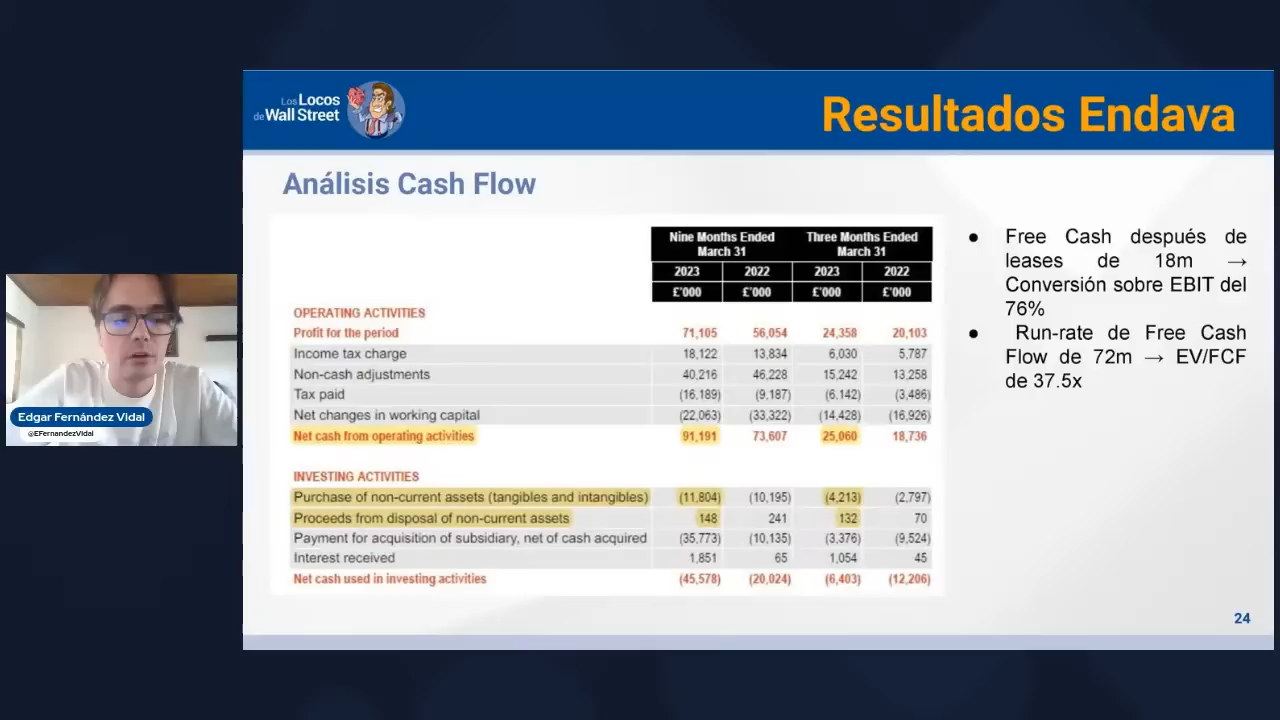 Los Locos
de Wall Street
Resultados Endava
Análisis Cash Flow
Nine Months Ended Three Months Ended
March 31 March 31
2023 2022 2023 2022
£'000 £'000 £'000 £'000
OPERATING ACTIVITIES
Profit for the period 71,105 56,054 24,358 20,103
Income tax charge 18,122 13,834 6,030 5,787
Non-cash adjustments 40,216 46,228 15,242 13,258
Tax paid (16,189) (9,187) (6,142) (3,486)
Net changes in working capital (22,063) (33,322) (14,428) (16,926)
Net cash from operating activities 91,191 73,607 25,060 18,736
INVESTING ACTIVITIES
Purchase of non-current assets (tangibles and intangibles) (11,804) (10,195) (4,213) (2,797)
Proceeds from disposal of non-current assets 148 241 132 70
Payment for acquisition of subsidiary, net of cash acquired (35,773) (10,135) (3,376) (9,524)
Interest received 1,851 65 1,054 45
Net cash used in investing activities (45,578) (20,024) (6,403) (12,206)
● Free Cash después de
leases de 18m →
Conversión sobre EBIT del
76%
● Run-rate de Free Cash
Flow de 72m → EV/FCF
de 37.5x
24
Edgar Fernández Vidal
@EFernandezVidal